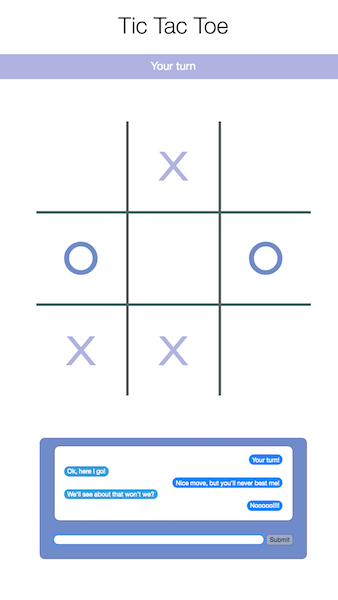 Tic Tac Toe
Your turn
X
O O
X X
Your turn!
Ok, here I go!
Nice move, but you'll never beat me!
We'll see about that won't we?
Nooooo!!!
Submit